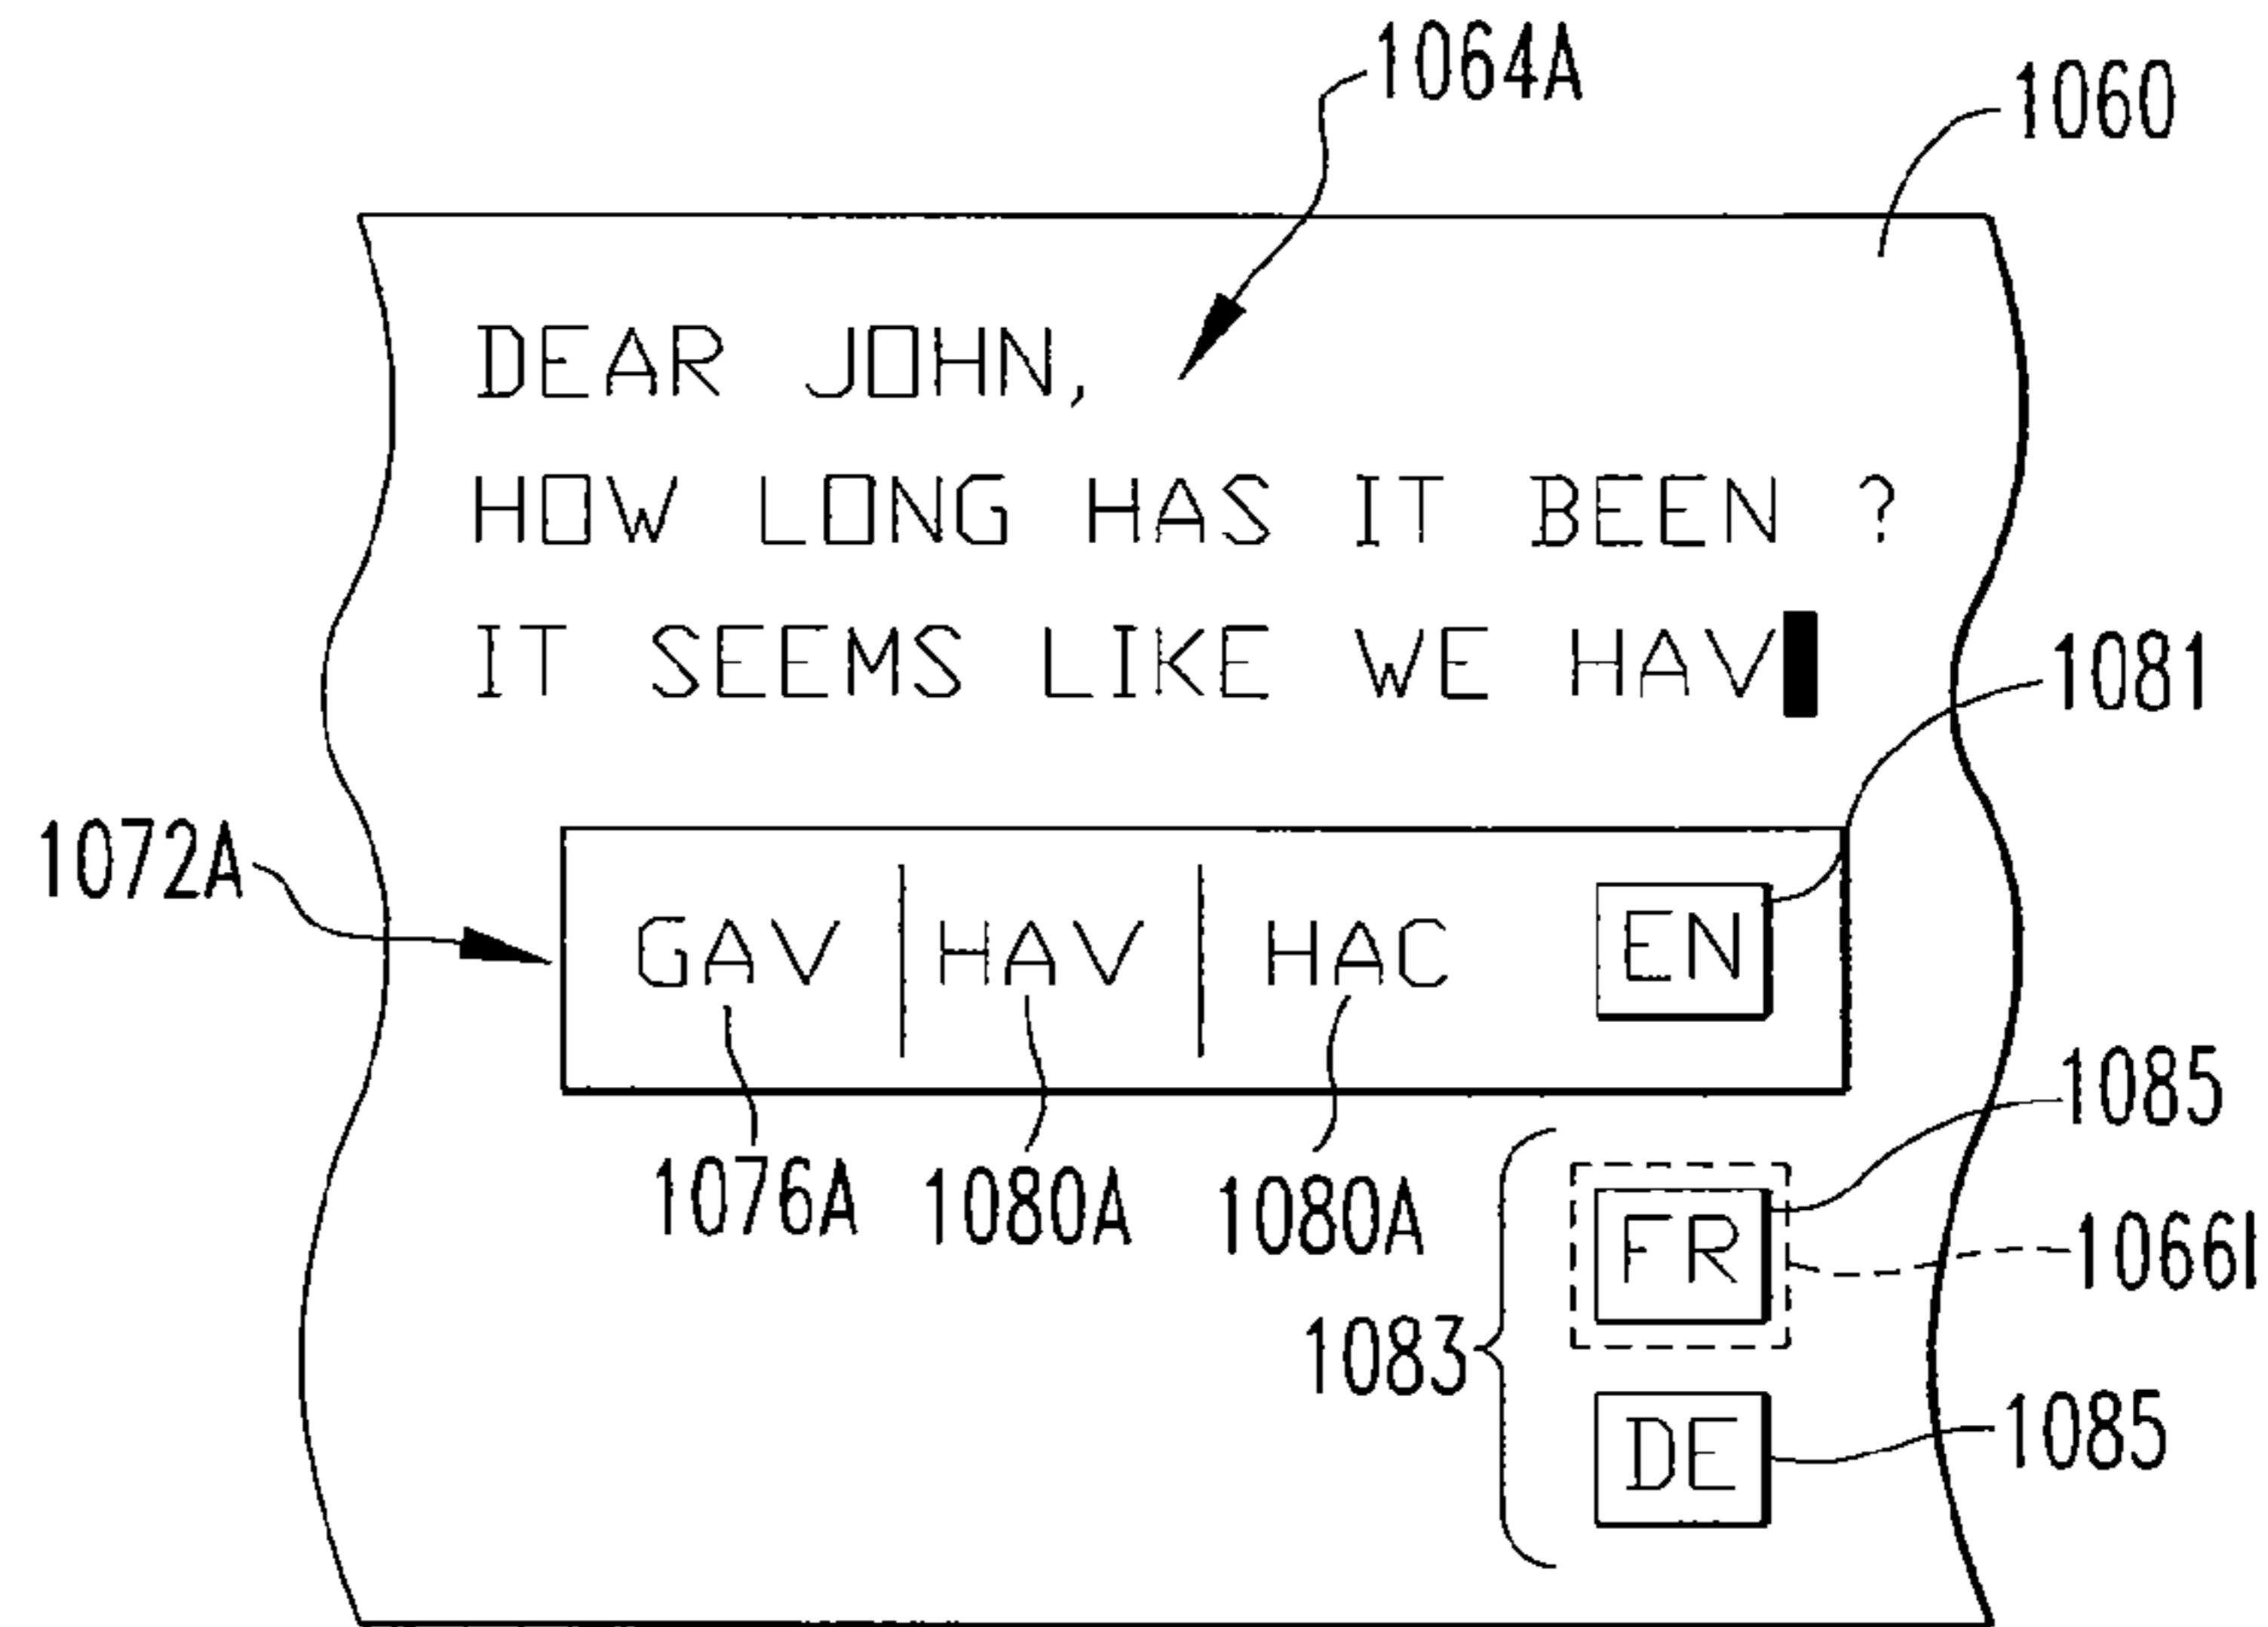 1064A
1060
DEAR JOHN,
HOW LONG HAS IT BEEN ?
IT SEEMS LIKE WE HAV
1081
1072A
GAV HAV HAC EN
1085
1076A 1080A 1080A
FR
1066I
1083
DE
1085